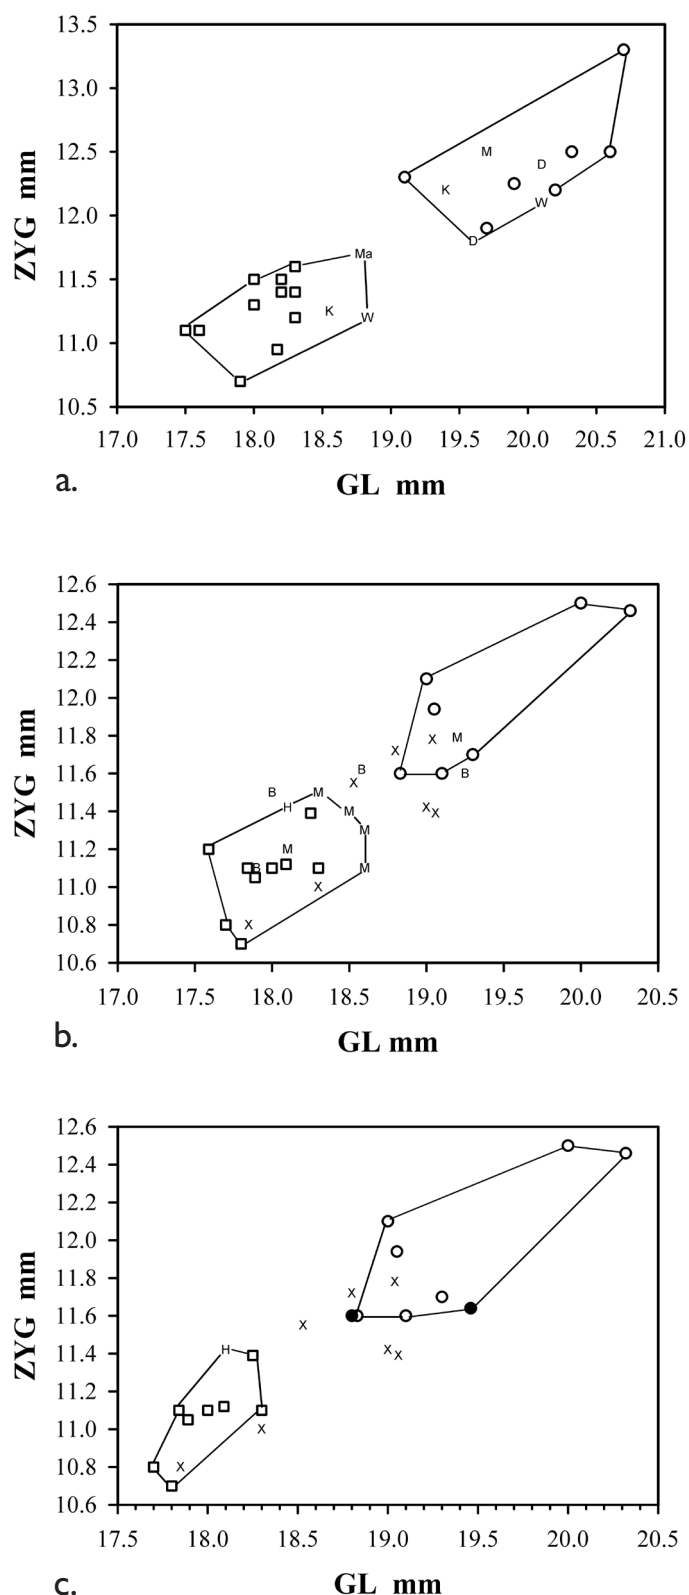 13.5
13.0
12.5
12.0
11.5
11.0
10.5
ZYG mm
M
D
K
W
D
Ma
K
W
17.0 17.5 18.0 18.5 19.0 19.5 20.0 20.5 21.0
a.
GL mm
12.6
12.4
12.2
12.0
11.8
11.6
11.4
11.2
11.0
10.8
10.6
ZYG mm
X M
X
B B
X
B M
H M X X
M
M
B M
X
X
17.0 17.5 18.0 18.5 19.0 19.5 20.0 20.5
b.
GL mm
12.6
12.4
12.2
12.0
11.8
11.6
11.4
11.2
11.0
10.8
10.6
ZYG mm
X
X
X
H X X
X
X
17.5 18.0 18.5 19.0 19.5 20.0 20.5
c.
GL mm